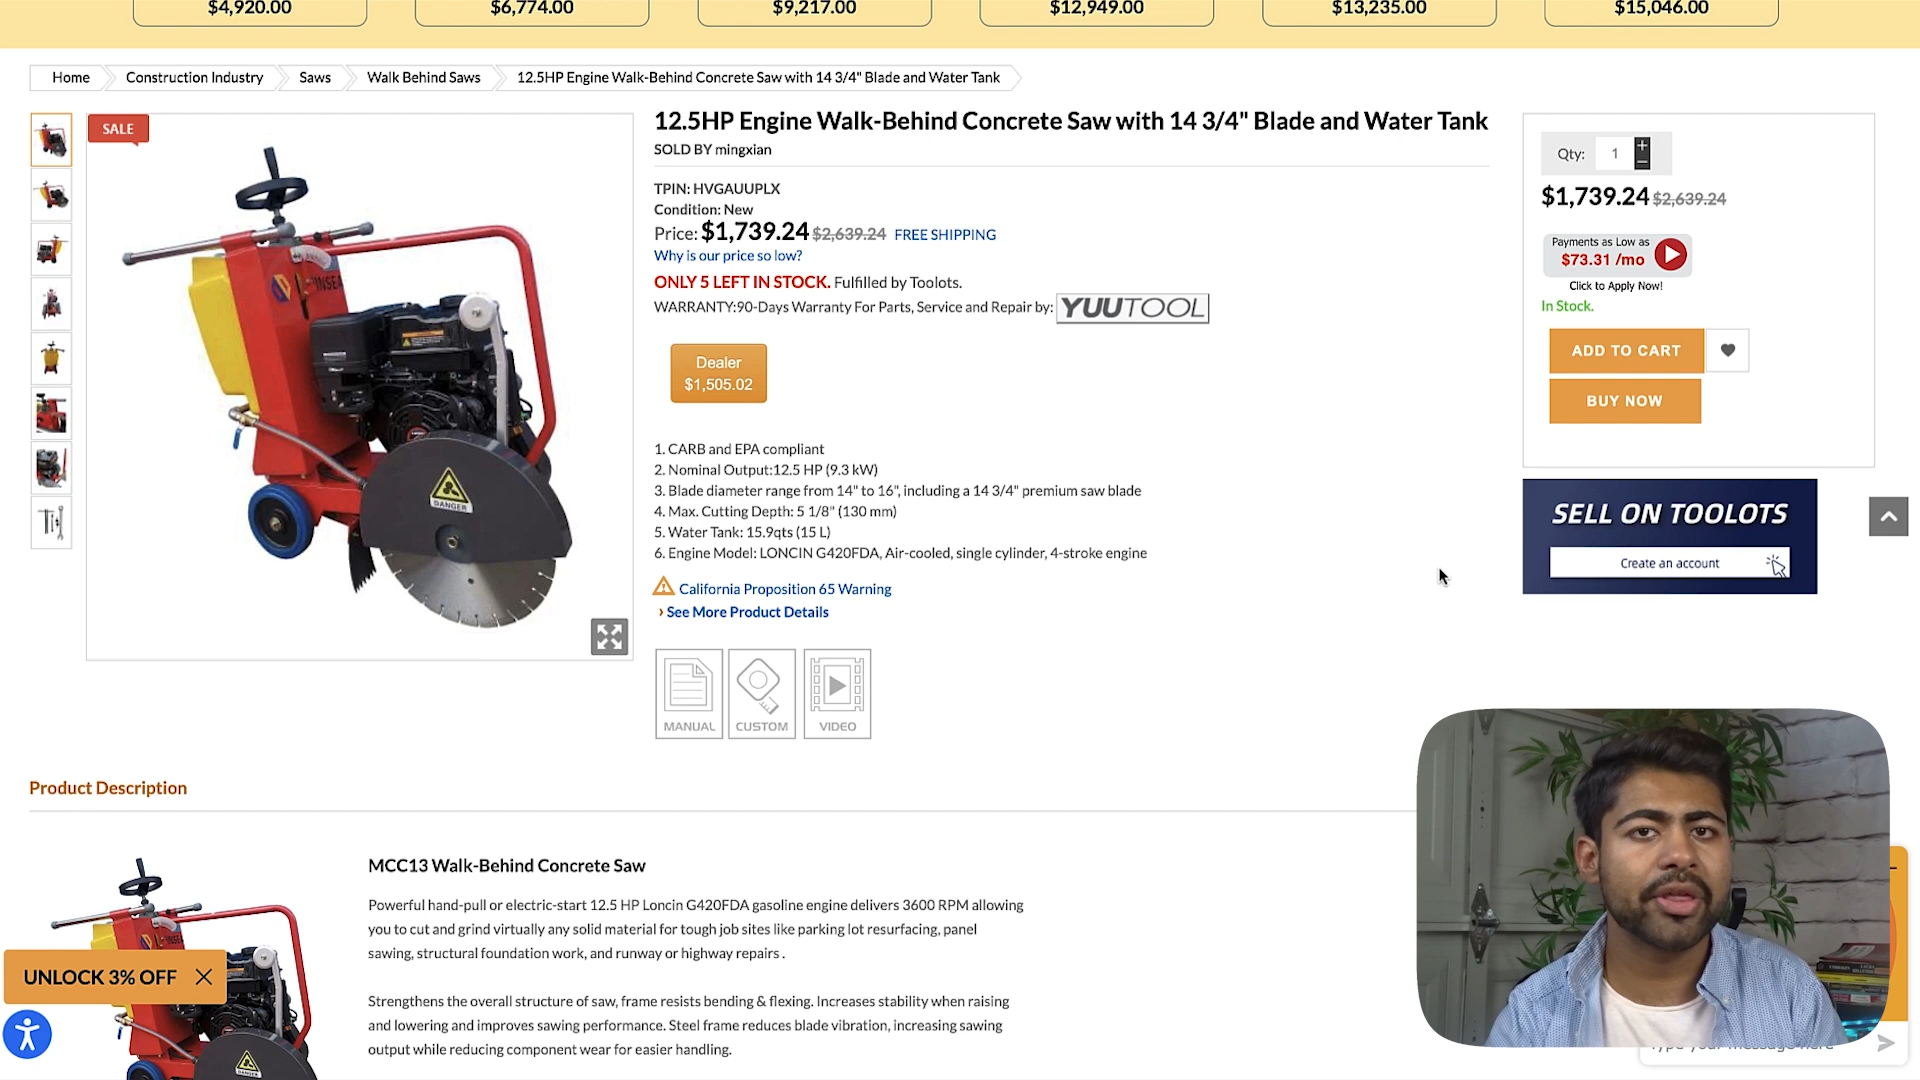 $4,920.00
$6,774.00
$9,217.00
$12,949.00
$13,235.00
$15,046.00
Home
Construction Industry
Saws
Walk Behind Saws
12.5HP Engine Walk-Behind Concrete Saw with 14 3/4" Blade and Water Tank
SALE
DANGER
12.5HP Engine Walk-Behind Concrete Saw with 14 3/4" Blade and Water Tank
SOLD BY mingxian
TPIN: HVGAUUPLX
Condition: New
Price: $1,739.24 $2,639.24 FREE SHIPPING
Why is our price so low?
ONLY 5 LEFT IN STOCK. Fulfilled by Toolots.
WARRANTY:90-Days Warranty For Parts, Service and Repair by: YUUTOOL
Dealer
$1,505.02
1. CARB and EPA compliant
2. Nominal Output:12.5 HP (9.3 kW)
3. Blade diameter range from 14" to 16", including a 14 3/4" premium saw blade
4. Max. Cutting Depth: 5 1/8" (130 mm)
5. Water Tank: 15.9qts (15 L)
6. Engine Model: LONCIN G420FDA, Air-cooled, single cylinder, 4-stroke engine
California Proposition 65 Warning
› See More Product Details
MANUAL
CUSTOM
VIDEO
Qty: 1 + −
$1,739.24 $2,639.24
Payments as Low as
$73.31 /mo
Click to Apply Now!
In Stock.
ADD TO CART
BUY NOW
SELL ON TOOLOTS
Create an account
Product Description
MCC13 Walk-Behind Concrete Saw
Powerful hand-pull or electric-start 12.5 HP Loncin G420FDA gasoline engine delivers 3600 RPM allowing
you to cut and grind virtually any solid material for tough job sites like parking lot resurfacing, panel
sawing, structural foundation work, and runway or highway repairs .
Strengthens the overall structure of saw, frame resists bending & flexing. Increases stability when raising
and lowering and improves sawing performance. Steel frame reduces blade vibration, increasing sawing
output while reducing component wear for easier handling.
UNLOCK 3% OFF
DANGER
Type your message here